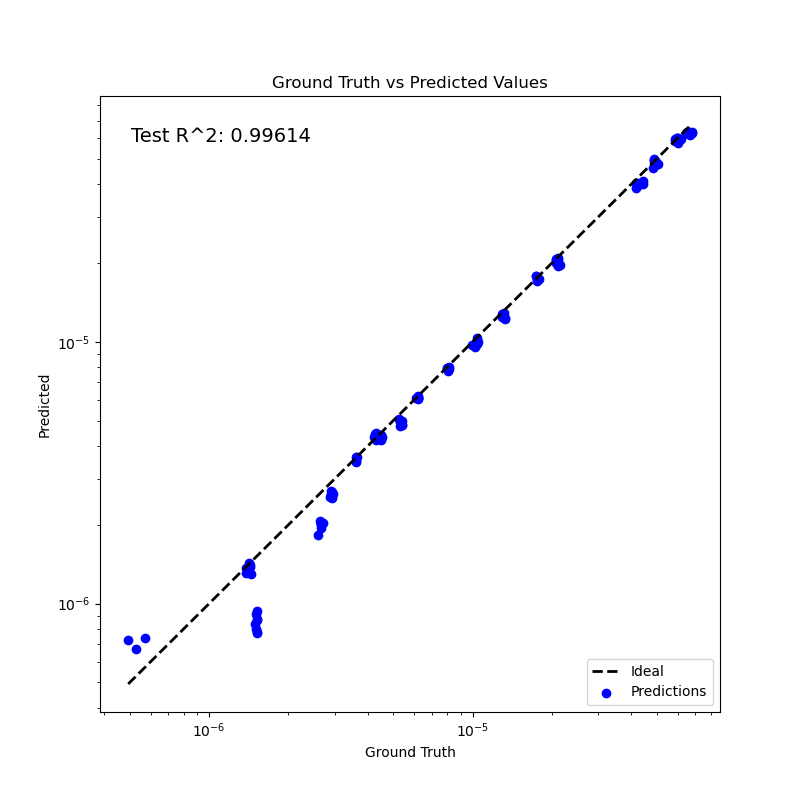 Ground Truth vs Predicted Values
Test R^2: 0.99614
Predicted
10⁻⁵
10⁻⁶
Ideal
Predictions
10⁻⁶
10⁻⁵
Ground Truth